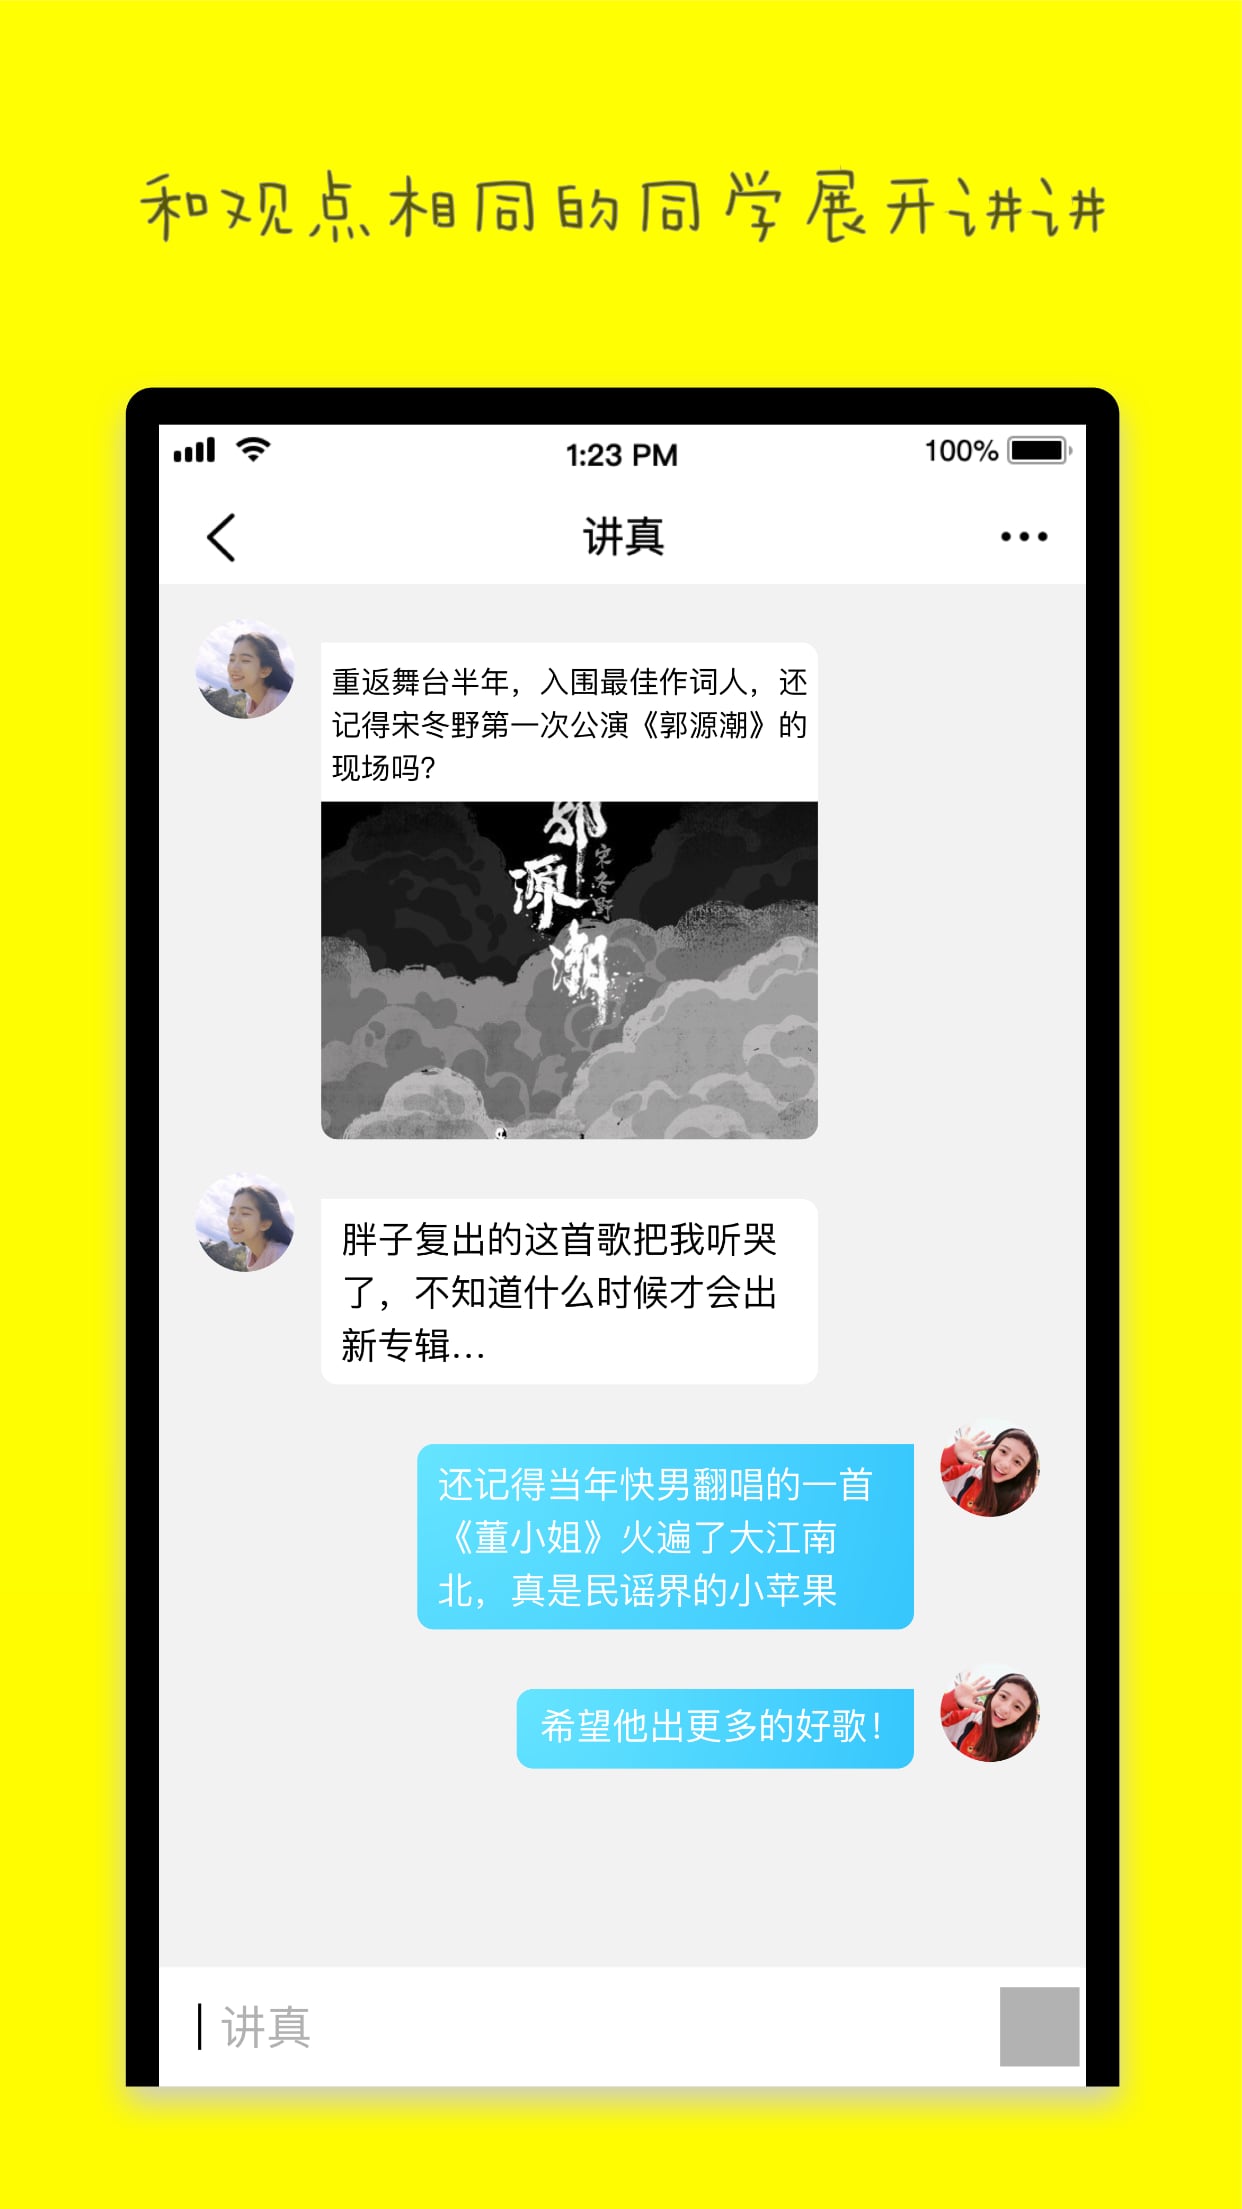 和观点相同的同学展开讲讲
1:23 PM
100%
讲真
重返舞台半年，入围最佳作词人，还
记得宋冬野第一次公演《郭源潮》的
现场吗？
郭源潮
宋冬野
胖子复出的这首歌把我听哭
了，不知道什么时候才会出
新专辑...
还记得当年快男翻唱的一首
《董小姐》火遍了大江南
北，真是民谣界的小苹果
希望他出更多的好歌！
讲真